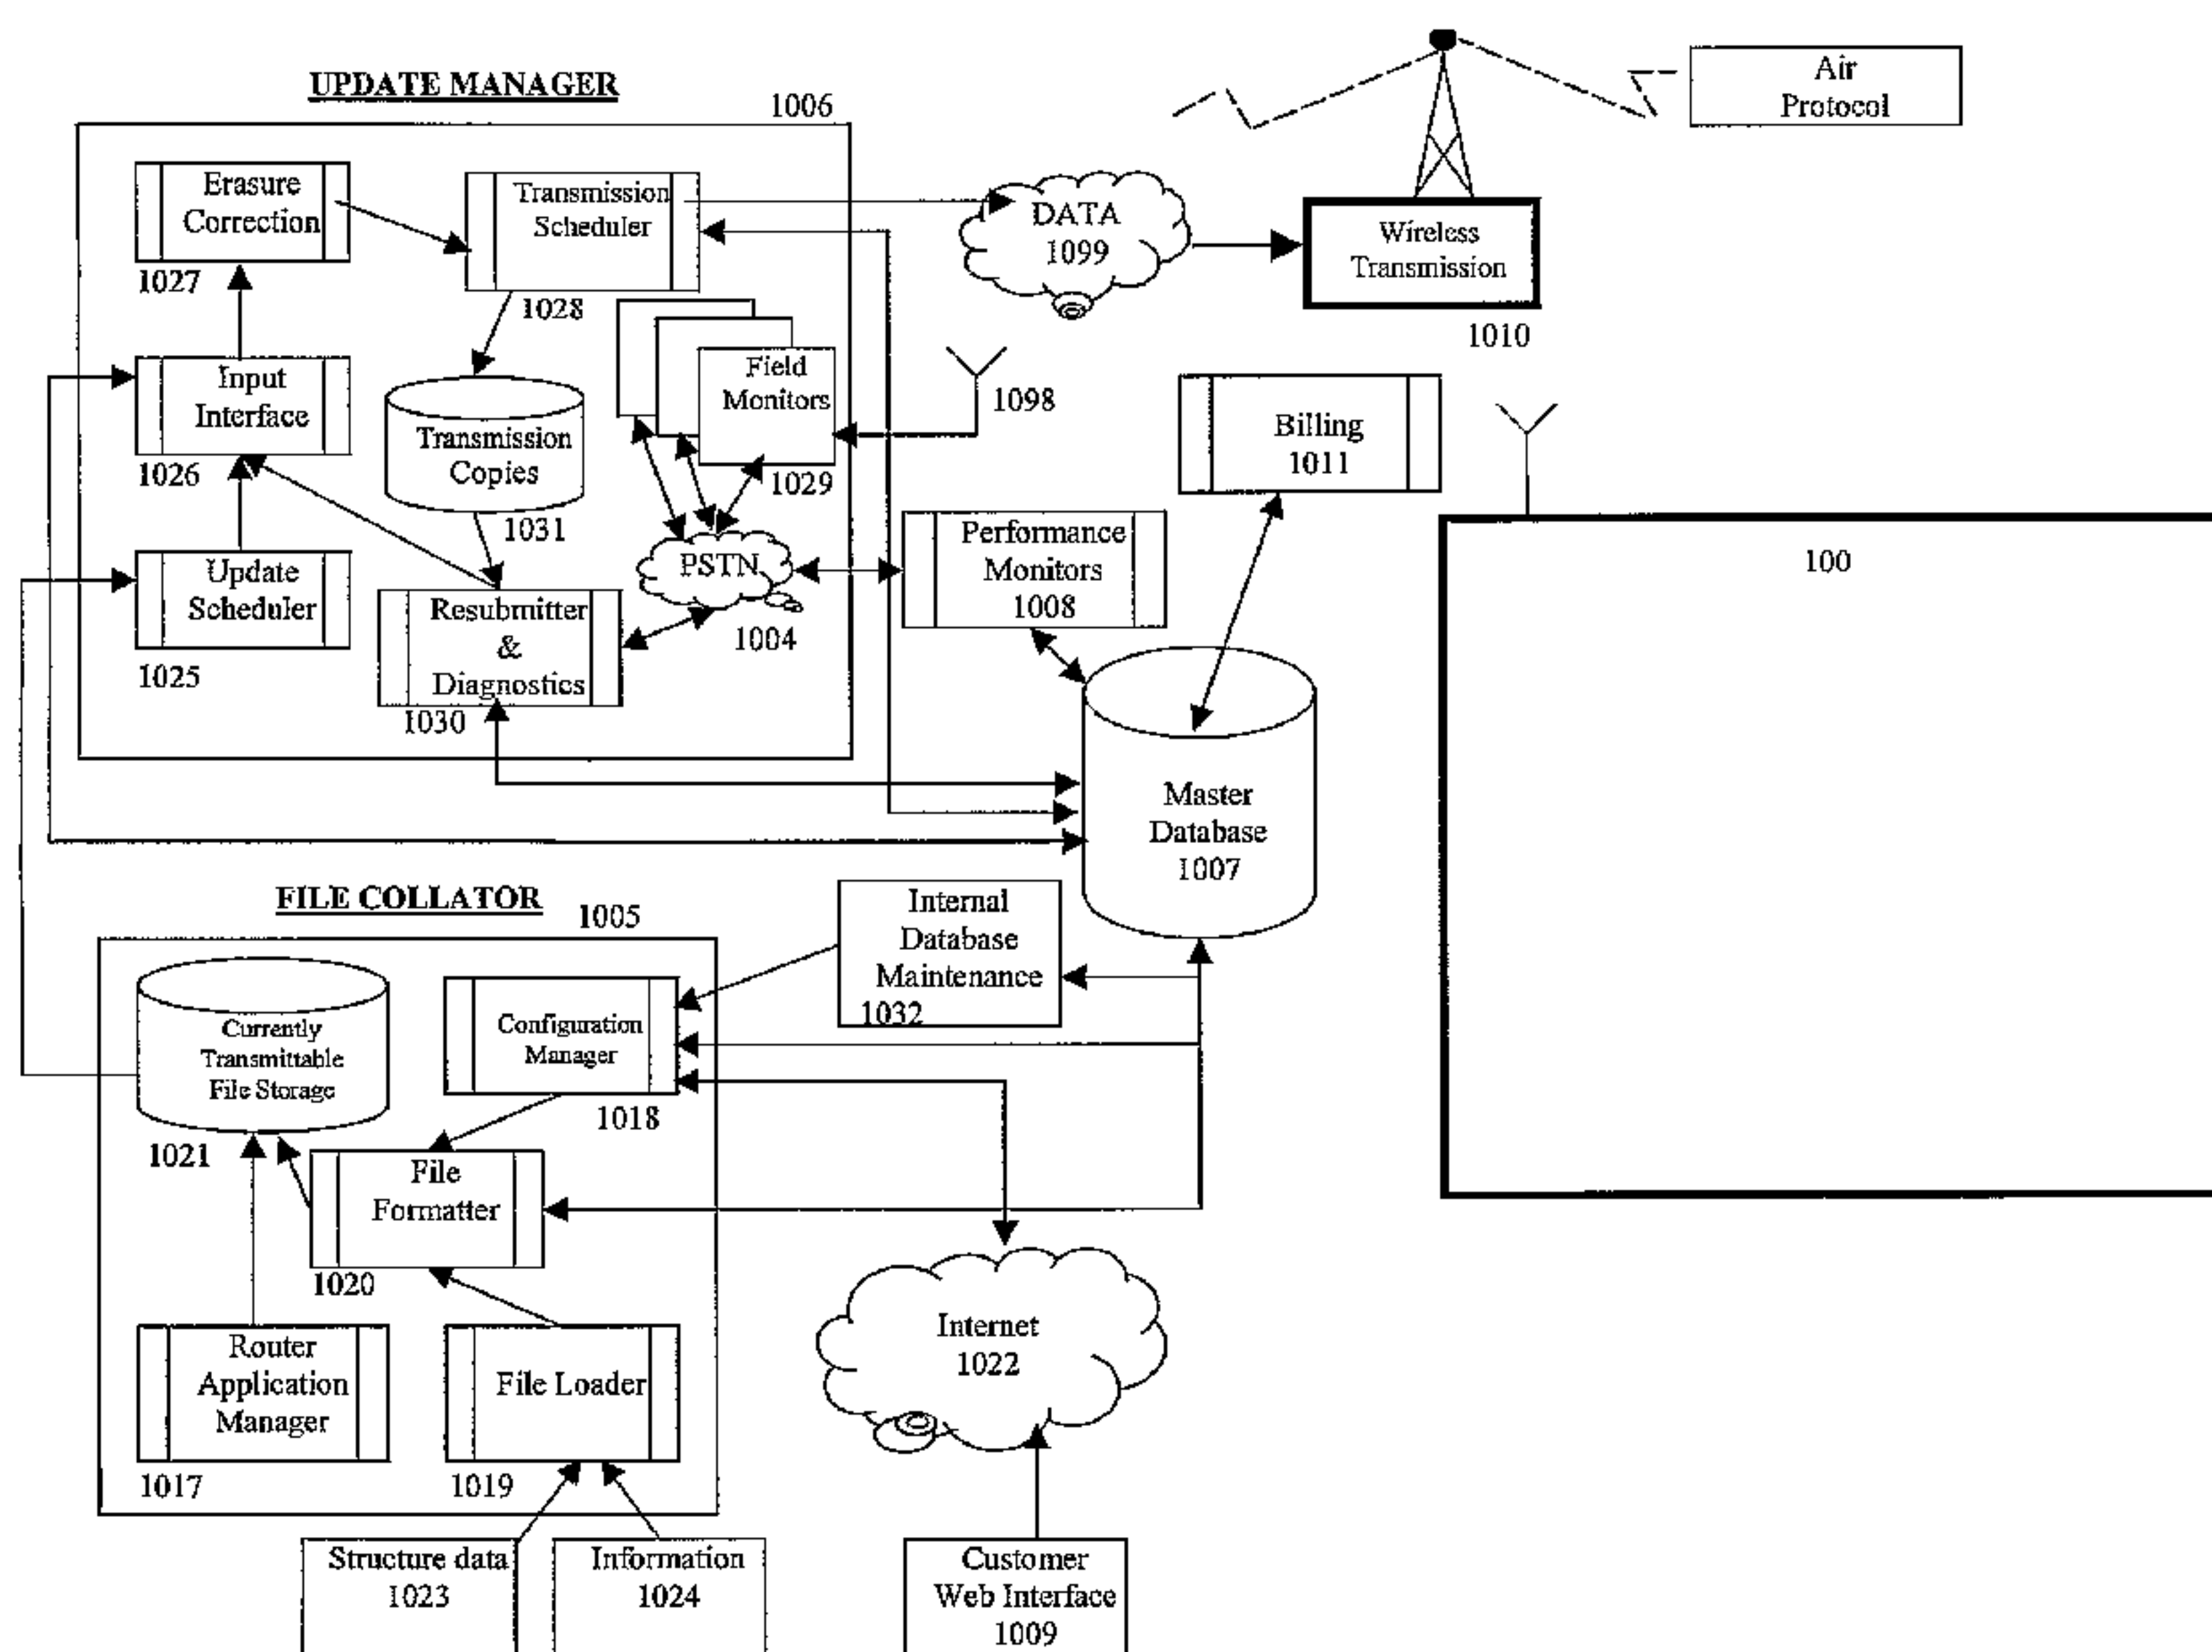 UPDATE MANAGER
1006
Air
Protocol
Erasure
Correction
1027
Transmission
Scheduler
1028
DATA
1099
Wireless
Transmission
1010
Input
Interface
1026
Transmission
Copies
1031
Field
Monitors
1029
1098
Billing
1011
Update
Scheduler
1025
Resubmitter
&
Diagnostics
1030
PSTN
1004
Performance
Monitors
1008
100
Master
Database
1007
FILE COLLATOR
1005
Internal
Database
Maintenance
1032
Currently
Transmittable
File Storage
1021
Configuration
Manager
1018
File
Formatter
1020
Router
Application
Manager
1017
File Loader
1019
Internet
1022
Structure data
1023
Information
1024
Customer
Web Interface
1009